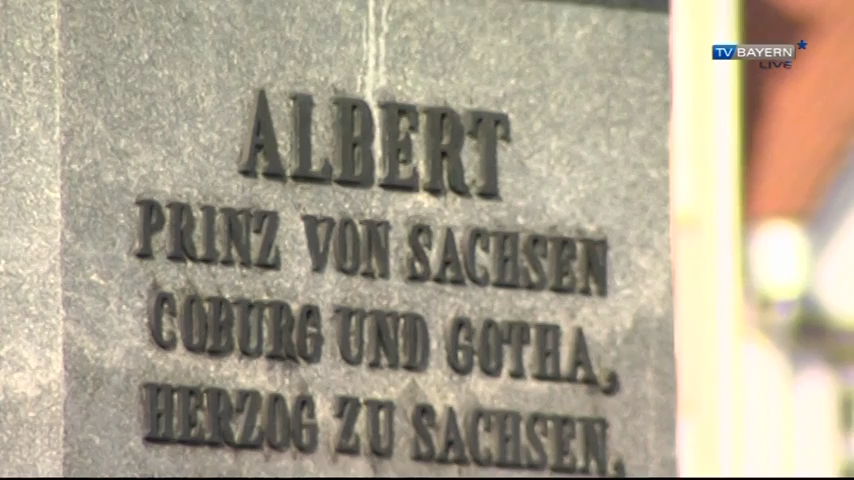 TV BAYERN
LIVE
ALBERT
PRINZ VON SACHSEN
COBURG UND GOTHA,
HERZOG ZU SACHSEN.